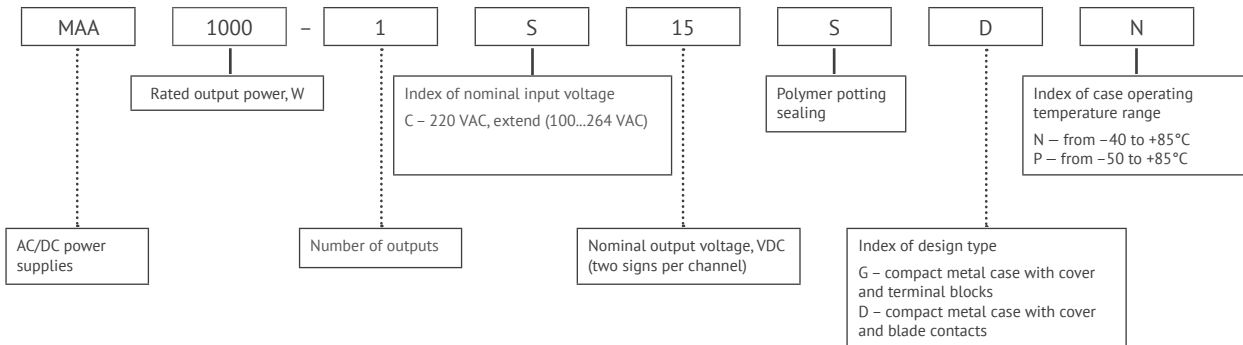 MAA 1000 – 1 S 15 S D N
Rated output power, W
Index of nominal input voltage
C – 220 VAC, extend (100...264 VAC)
Polymer potting
sealing
Index of case operating
temperature range
N — from –40 to +85°C
P — from –50 to +85°C
AC/DC power
supplies
Number of outputs
Nominal output voltage, VDC
(two signs per channel)
Index of design type
G – compact metal case with cover
and terminal blocks
D – compact metal case with cover
and blade contacts